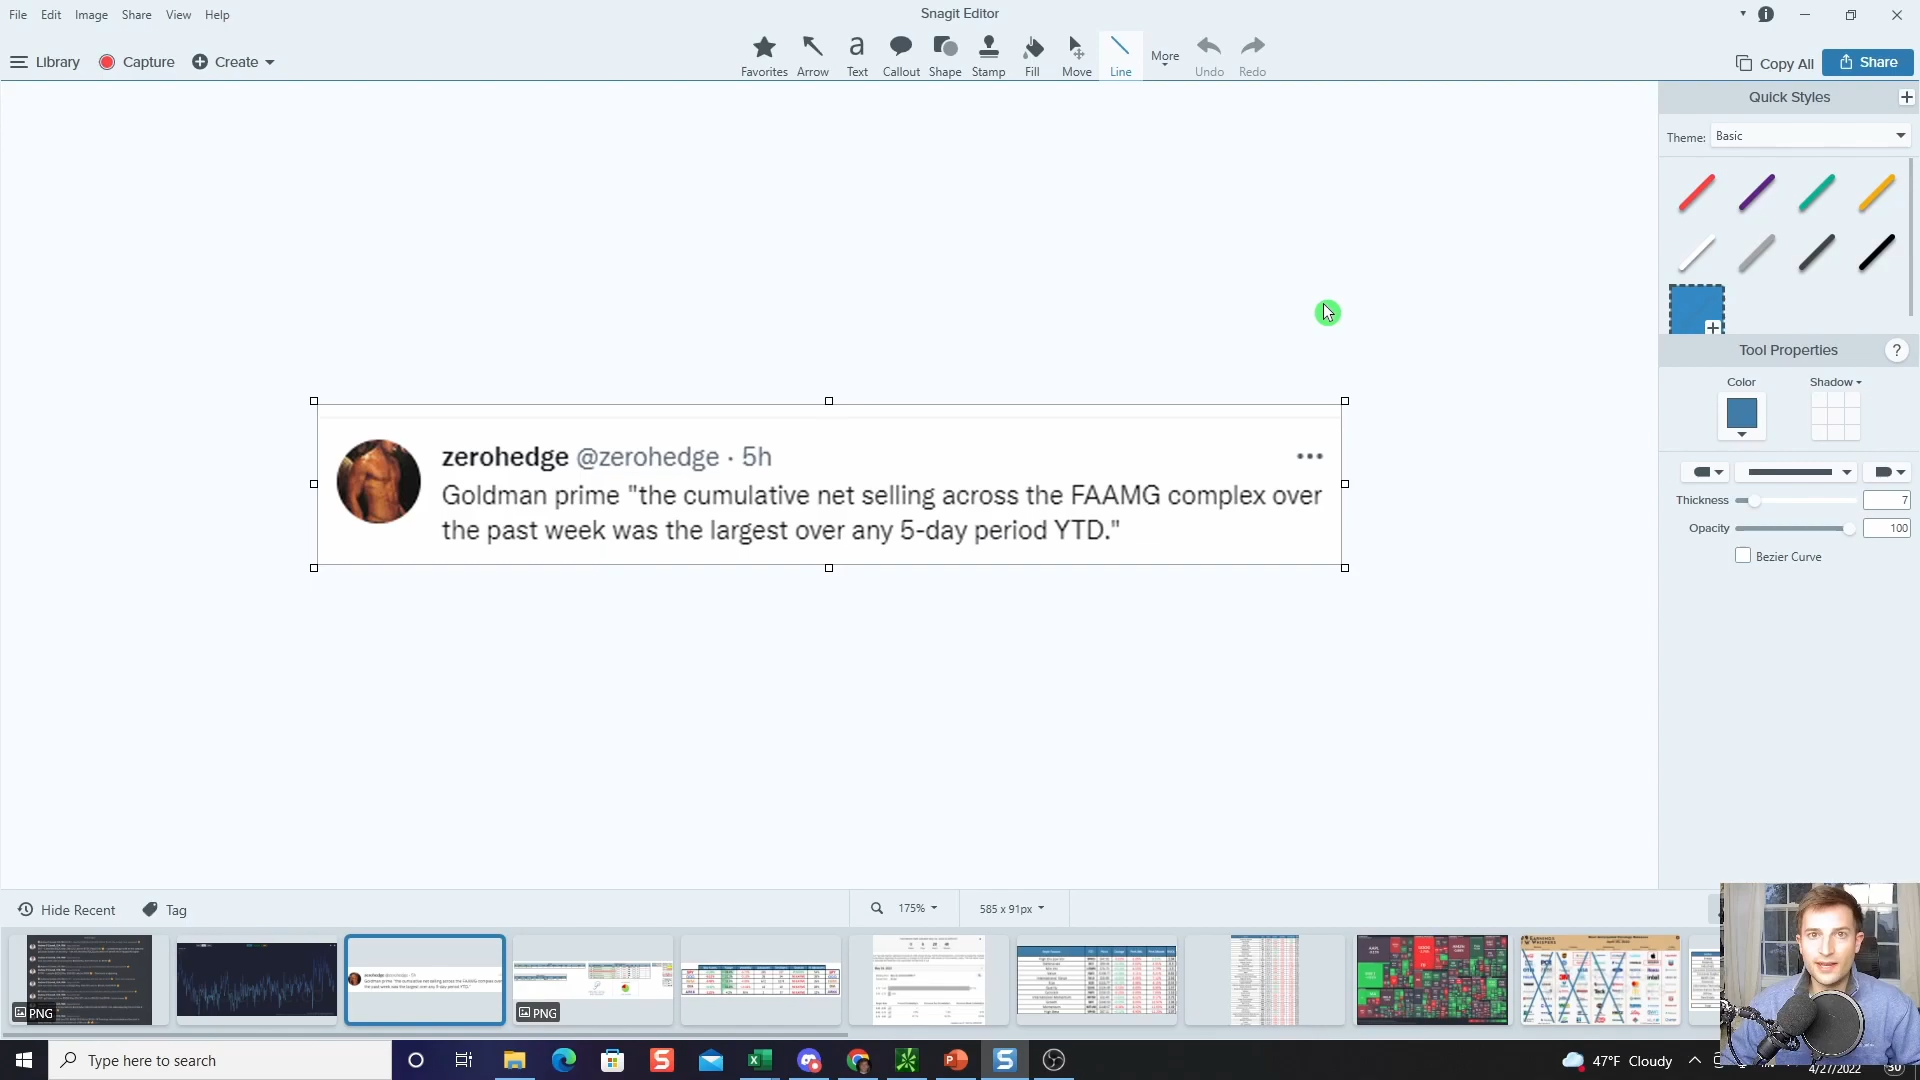 File Edit Image Share View Help
Snagit Editor
Library Capture Create
Favorites Arrow Text Callout Shape Stamp Fill Move Line More Undo Redo
Copy All Share
Quick Styles
Theme: Basic
Tool Properties
?
Color Shadow
Thickness 7
Opacity 100
Bezier Curve
zerohedge @zerohedge · 5h
Goldman prime "the cumulative net selling across the FAAMG complex over
the past week was the largest over any 5-day period YTD."
Hide Recent Tag
175% 585 x 91px
PNG
PNG
Type here to search
47°F Cloudy
4/27/2022
30